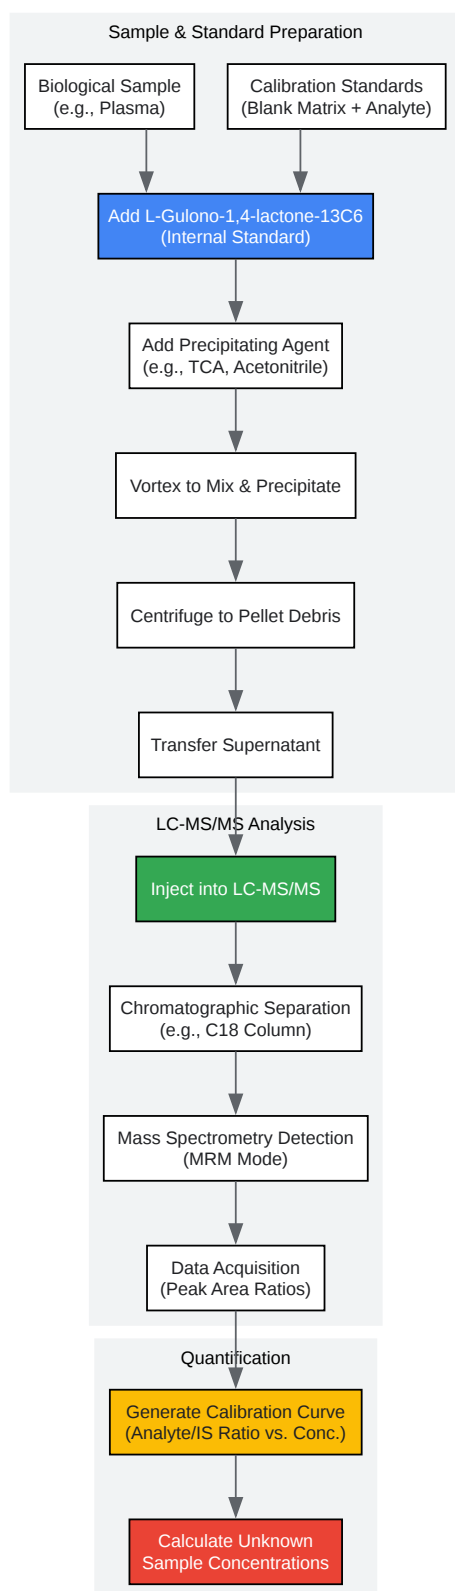 Sample & Standard Preparation
Biological Sample
(e.g., Plasma)
Calibration Standards
(Blank Matrix + Analyte)
Add L-Gulono-1,4-lactone-13C6
(Internal Standard)
Add Precipitating Agent
(e.g., TCA, Acetonitrile)
Vortex to Mix & Precipitate
Centrifuge to Pellet Debris
Transfer Supernatant
LC-MS/MS Analysis
Inject into LC-MS/MS
Chromatographic Separation
(e.g., C18 Column)
Mass Spectrometry Detection
(MRM Mode)
Data Acquisition
(Peak Area Ratios)
Quantification
Generate Calibration Curve
(Analyte/IS Ratio vs. Conc.)
Calculate Unknown
Sample Concentrations